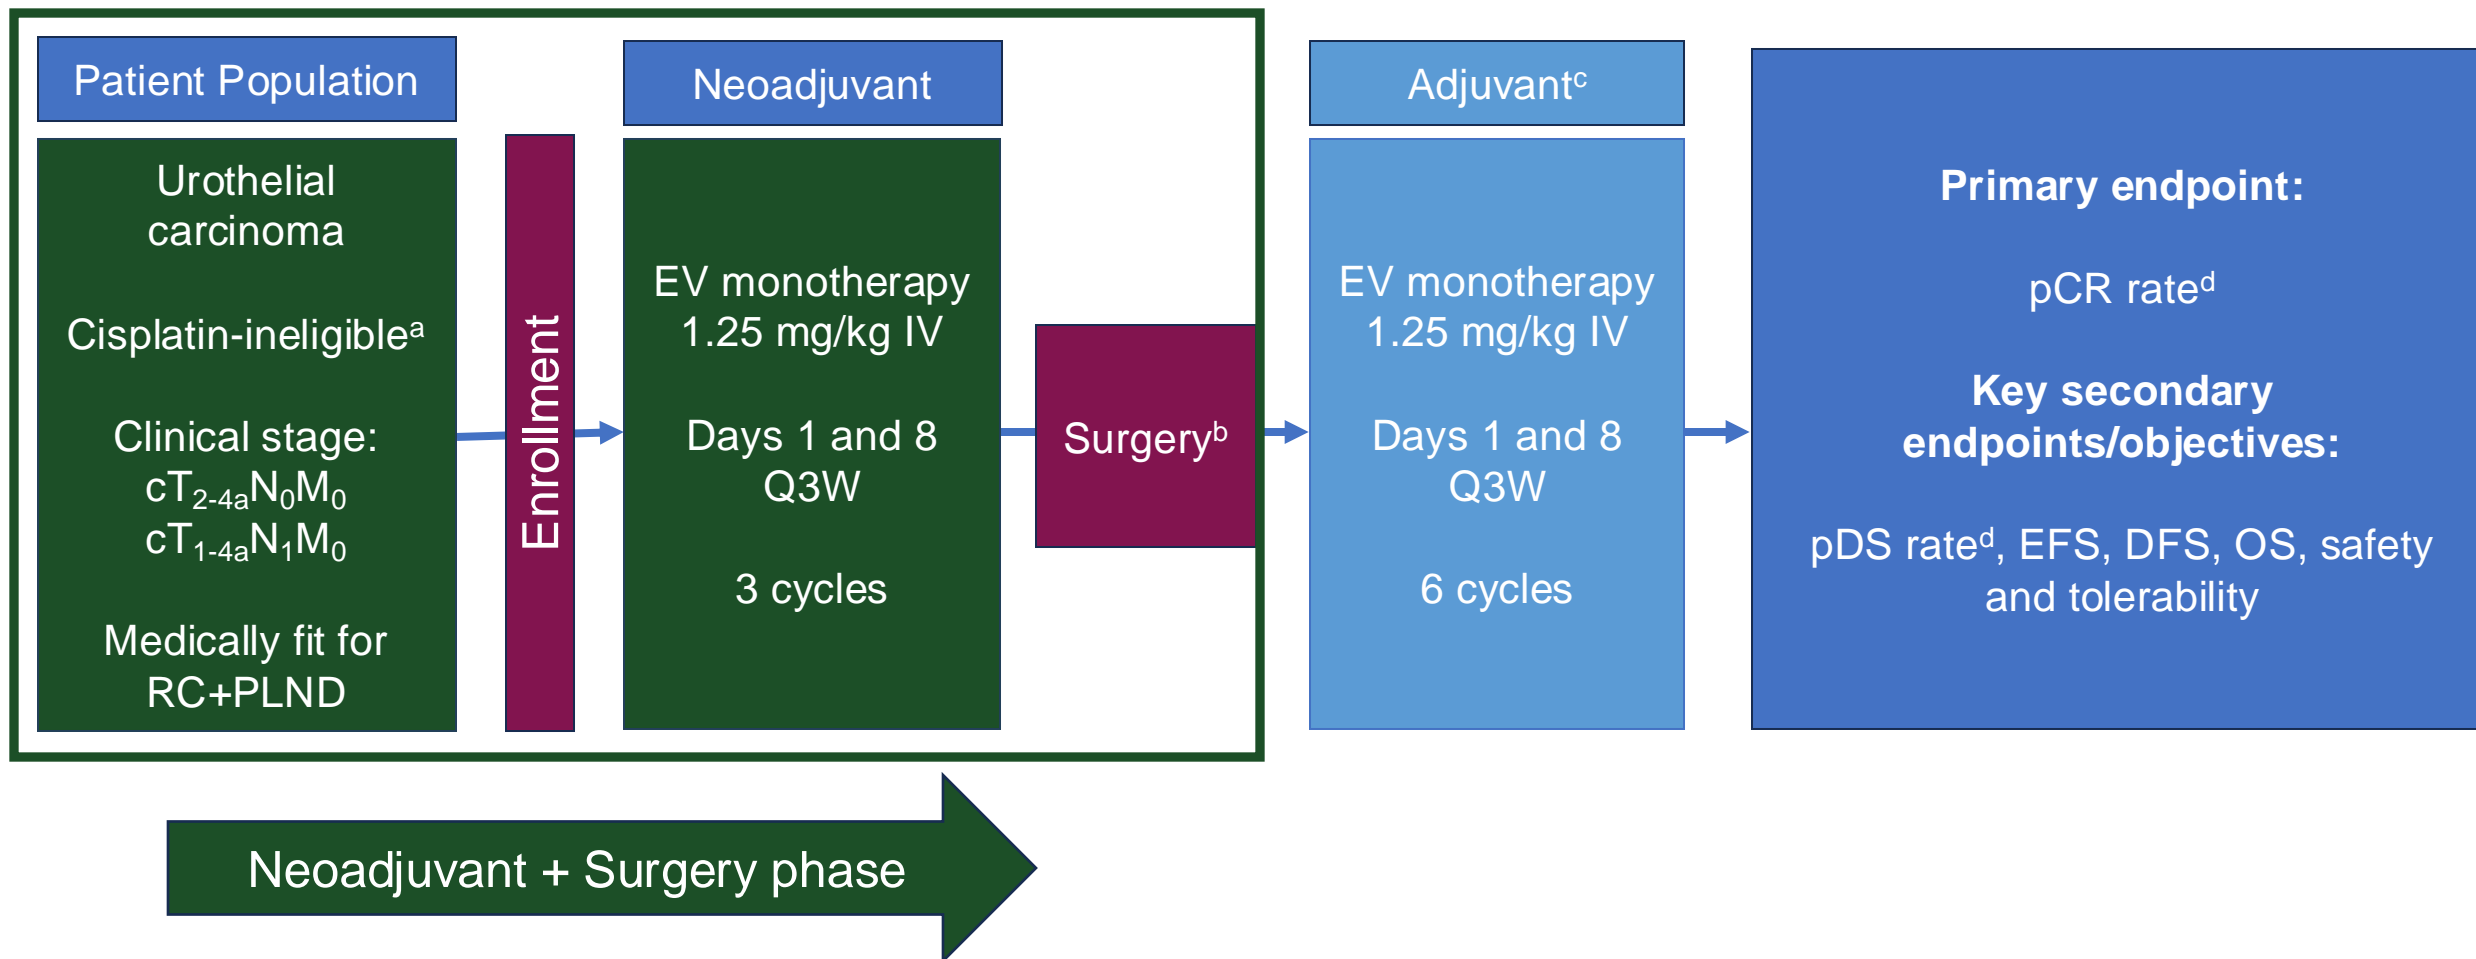 Patient Population
Urothelial
carcinoma
Cisplatin-ineligibleᵃ
Clinical stage:
cT₂₋₄ₐN₀M₀
cT₁₋₄ₐN₁M₀
Medically fit for
RC+PLND
Enrollment
Neoadjuvant
EV monotherapy
1.25 mg/kg IV
Days 1 and 8
Q3W
3 cycles
Surgeryᵇ
Adjuvantᶜ
EV monotherapy
1.25 mg/kg IV
Days 1 and 8
Q3W
6 cycles
Primary endpoint:
pCR rateᵈ
Key secondary
endpoints/objectives:
pDS rateᵈ, EFS, DFS, OS, safety
and tolerability
Neoadjuvant + Surgery phase